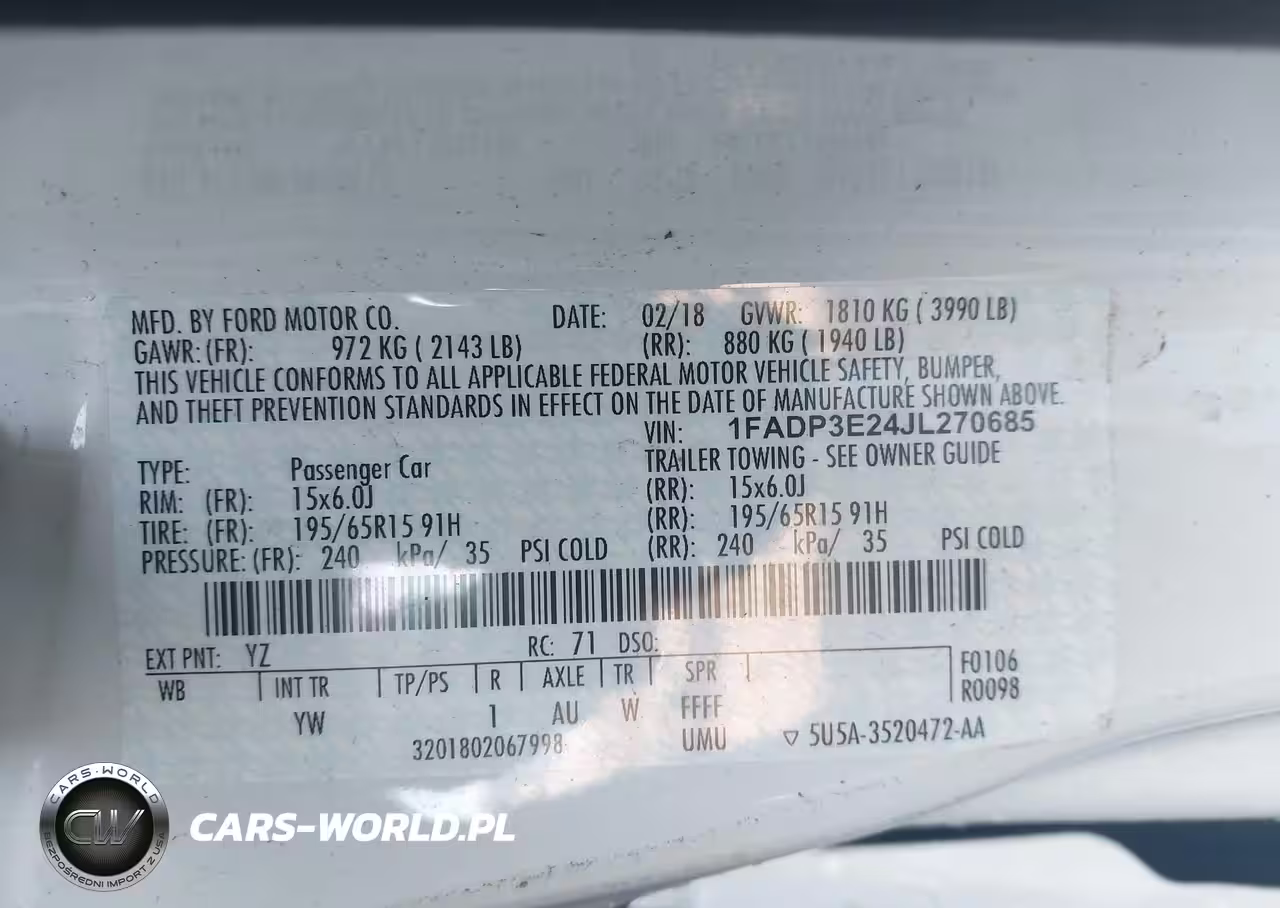 MFD. BY FORD MOTOR CO. DATE: 02/18 GVWR: 1810 KG ( 3990 LB)
GAWR: (FR): 972 KG ( 2143 LB) (RR): 880 KG ( 1940 LB)
THIS VEHICLE CONFORMS TO ALL APPLICABLE FEDERAL MOTOR VEHICLE SAFETY, BUMPER,
AND THEFT PREVENTION STANDARDS IN EFFECT ON THE DATE OF MANUFACTURE SHOWN ABOVE.
VIN: 1FADP3E24JL270685
TYPE: Passenger Car TRAILER TOWING - SEE OWNER GUIDE
RIM: (FR): 15x6.0J (RR): 15x6.0J
TIRE: (FR): 195/65R15 91H (RR): 195/65R15 91H
PRESSURE: (FR): 240 kPa/ 35 PSI COLD (RR): 240 kPa/ 35 PSI COLD
EXT PNT: YZ RC: 71 DSO:
WB INT TR TP/PS R AXLE TR SPR F0106
R0098
YW 1 AU W FFFF
3201802067998 UMU ▽ 5U5A-3520472-AA
CARS-WORLD
CW
BEZPOŚREDNI IMPORT Z USA
CARS-WORLD.PL